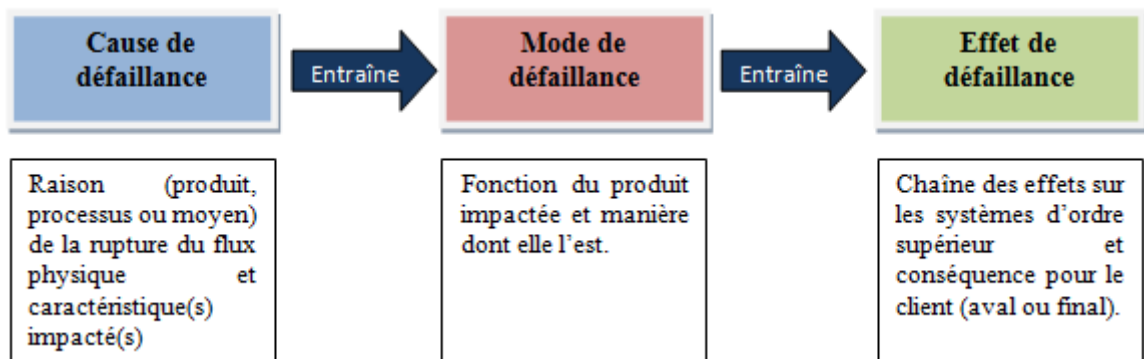 Cause de
défaillance
Entraîne
Mode de
défaillance
Entraîne
Effet de
défaillance
Raison (produit,
processus ou moyen)
de la rupture du flux
physique et
caractéristique(s)
impacté(s)
Fonction du produit
impactée et manière
dont elle l’est.
Chaîne des effets sur
les systèmes d’ordre
supérieur et
conséquence pour le
client (aval ou final).